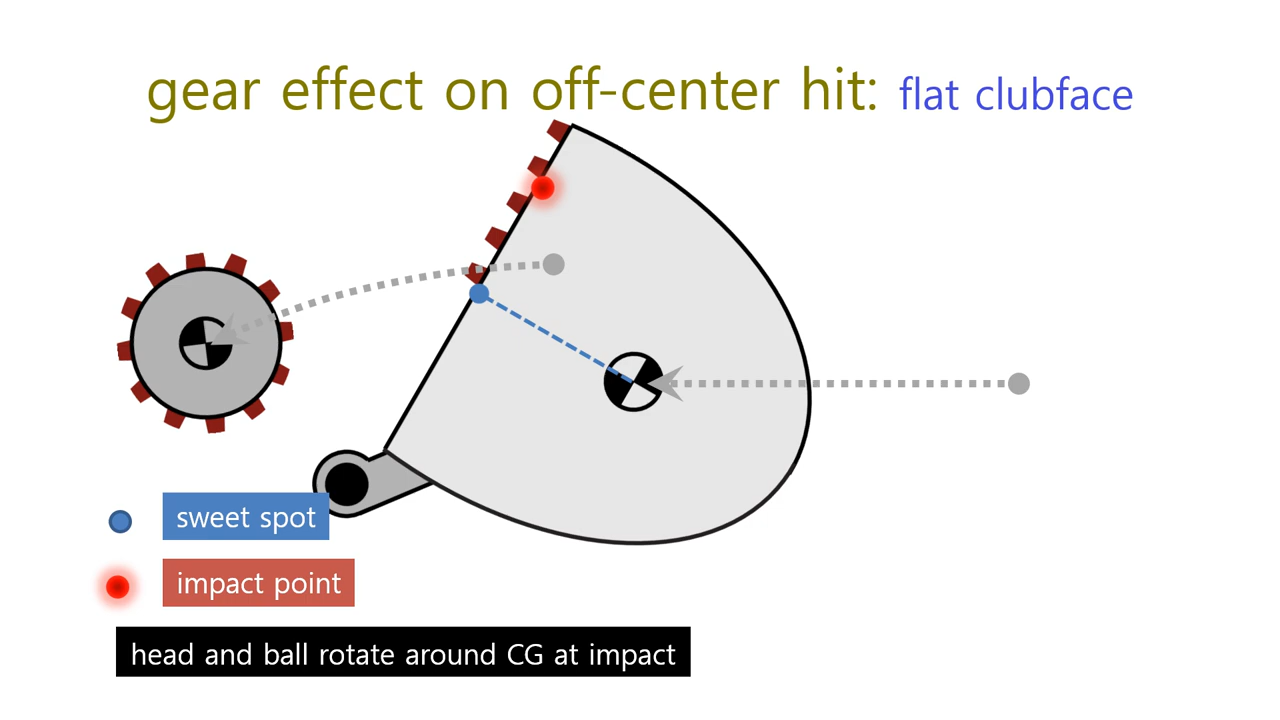 gear effect on off-center hit: flat clubface
sweet spot
impact point
head and ball rotate around CG at impact